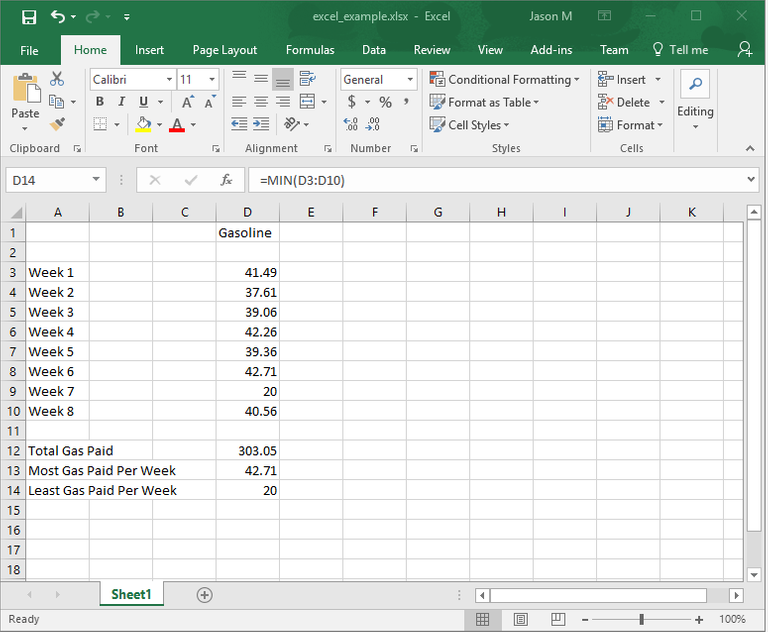 excel_example.xlsx - Excel Jason M
File Home Insert Page Layout Formulas Data Review View Add-ins Team Tell me
Paste
Clipboard
Calibri 11
B I U A A
A
Font
Alignment
General
$ % ,
←.0 .00 .00 →.0
Number
Conditional Formatting
Format as Table
Cell Styles
Styles
Insert
Delete
Format
Cells
Editing
D14 fx =MIN(D3:D10)
A B C D E F G H I J K
1 Gasoline
2
3 Week 1 41.49
4 Week 2 37.61
5 Week 3 39.06
6 Week 4 42.26
7 Week 5 39.36
8 Week 6 42.71
9 Week 7 20
10 Week 8 40.56
11
12 Total Gas Paid 303.05
13 Most Gas Paid Per Week 42.71
14 Least Gas Paid Per Week 20
15
16
17
18
Sheet1
Ready 100%